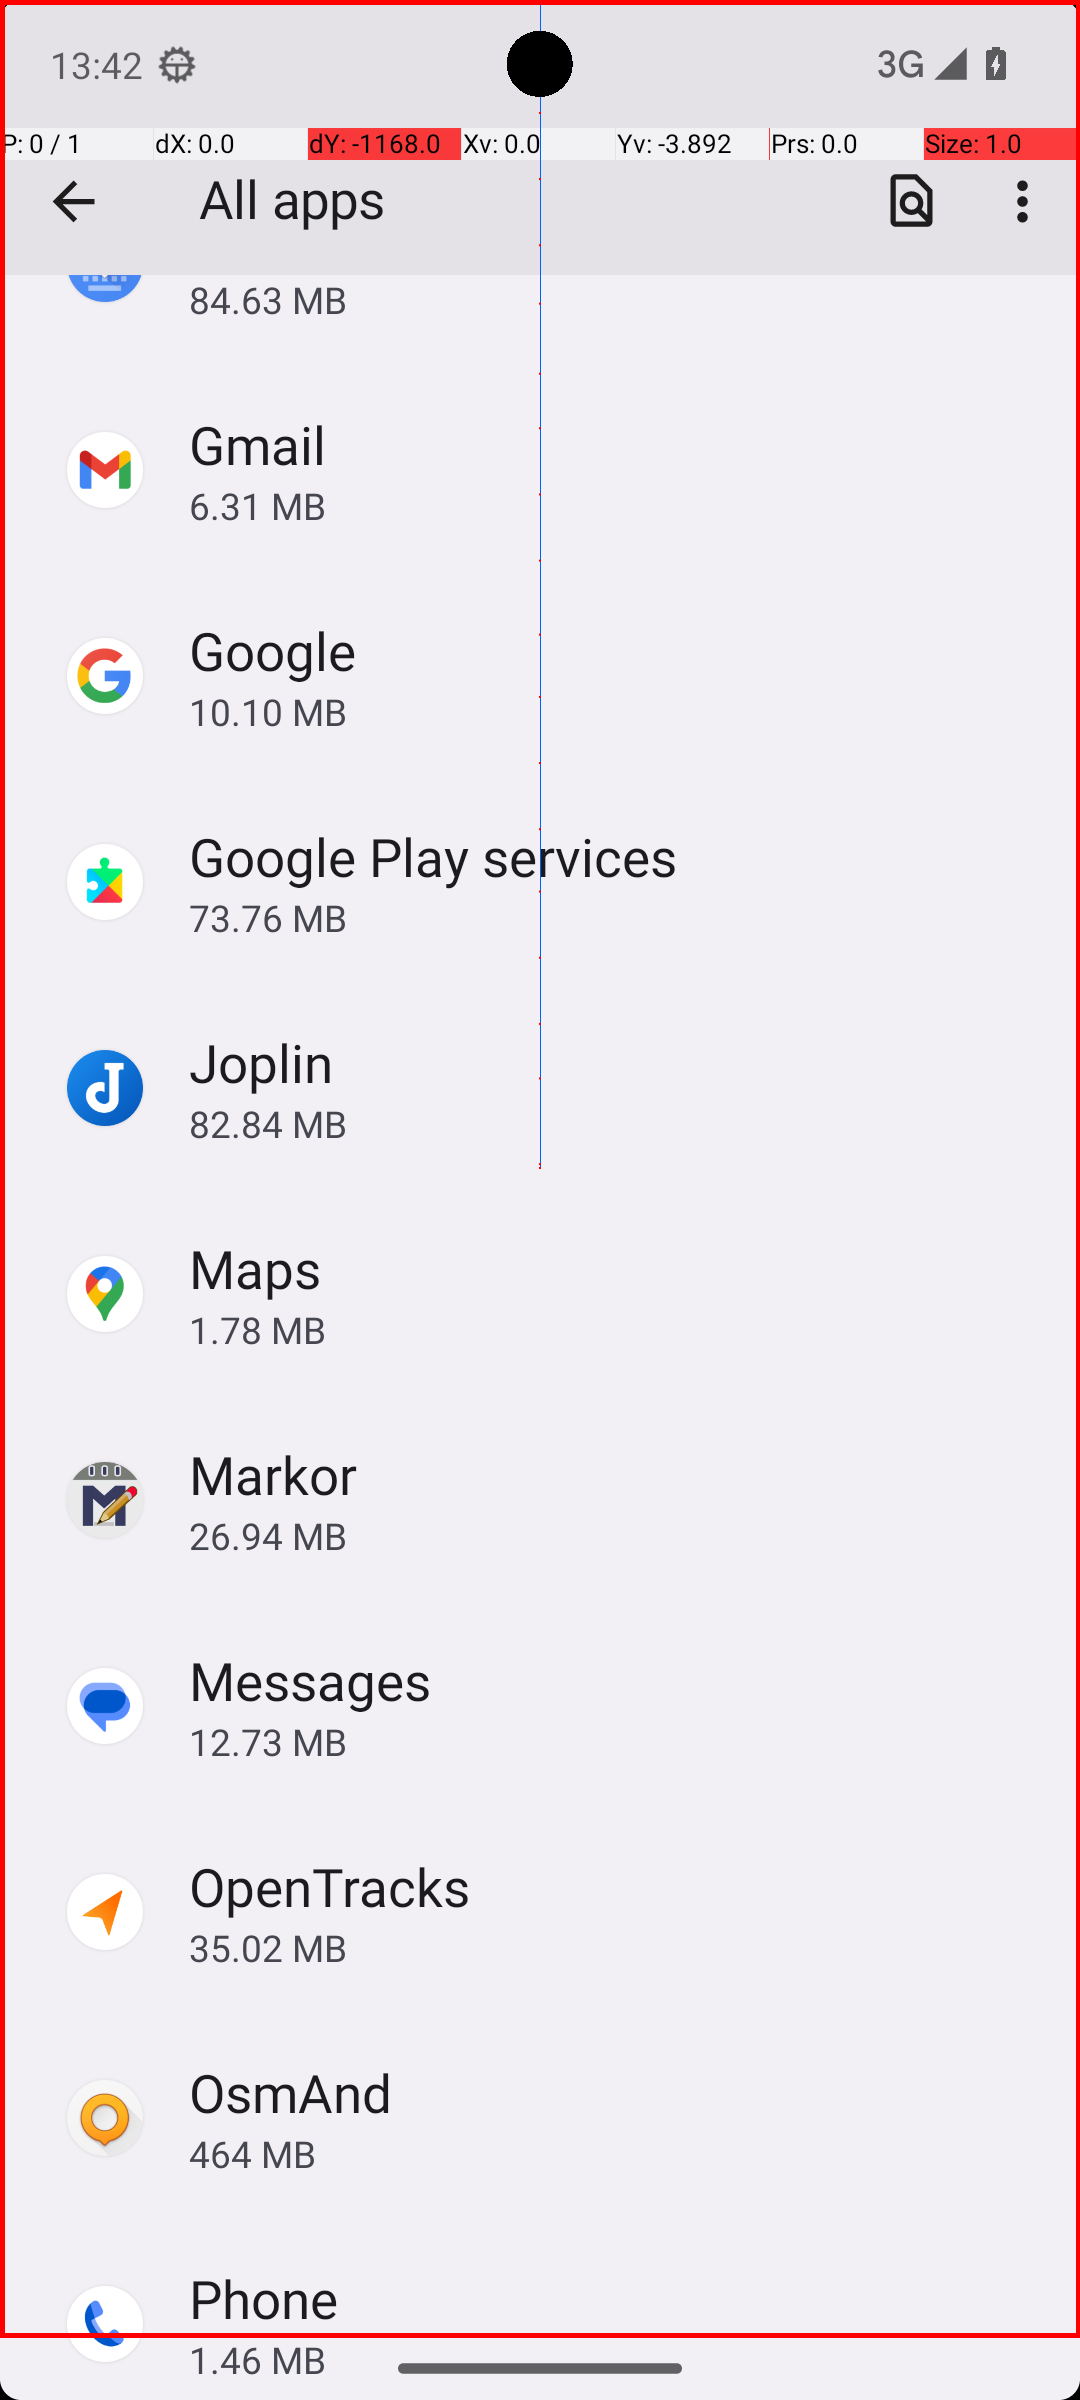 13:42
3G
P: 0 / 1
dX: 0.0
dY: -1168.0
Xv: 0.0
Yv: -3.892
Prs: 0.0
Size: 1.0
All apps
84.63 MB
Gmail
6.31 MB
Google
10.10 MB
Google Play services
73.76 MB
Joplin
82.84 MB
Maps
1.78 MB
Markor
26.94 MB
Messages
12.73 MB
OpenTracks
35.02 MB
OsmAnd
464 MB
Phone
1.46 MB